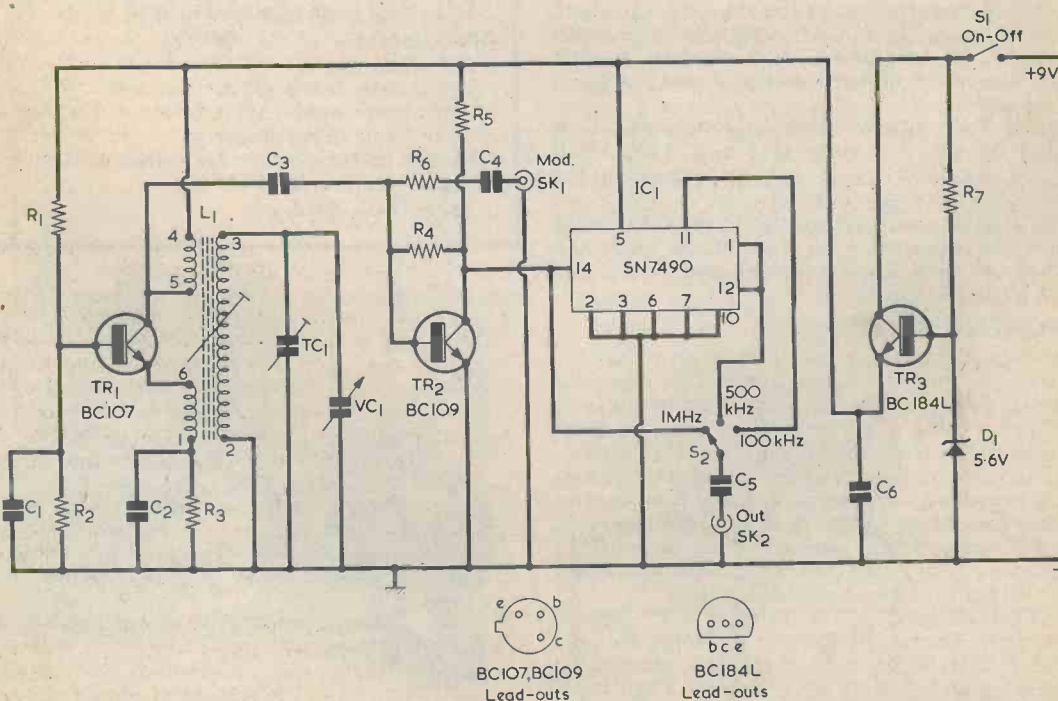 S1
On-Off
+9V
R5
C3
R6
C4
Mod.
SK1
IC1
R7
R1
L1
4
3
R4
5
11
1
14
SN7490
12
5
2
3
6
7
10
TC1
6
TR1
BC107
VC1
TR2
BC109
500
kHz
1MHz
100kHz
S2
TR3
BC184L
1
2
C5
D1
5·6V
C1
R2
C2
R3
Out
SK2
C6
e
b
c
BC107,BC109
Lead-outs
b c e
BC184L
Lead-outs